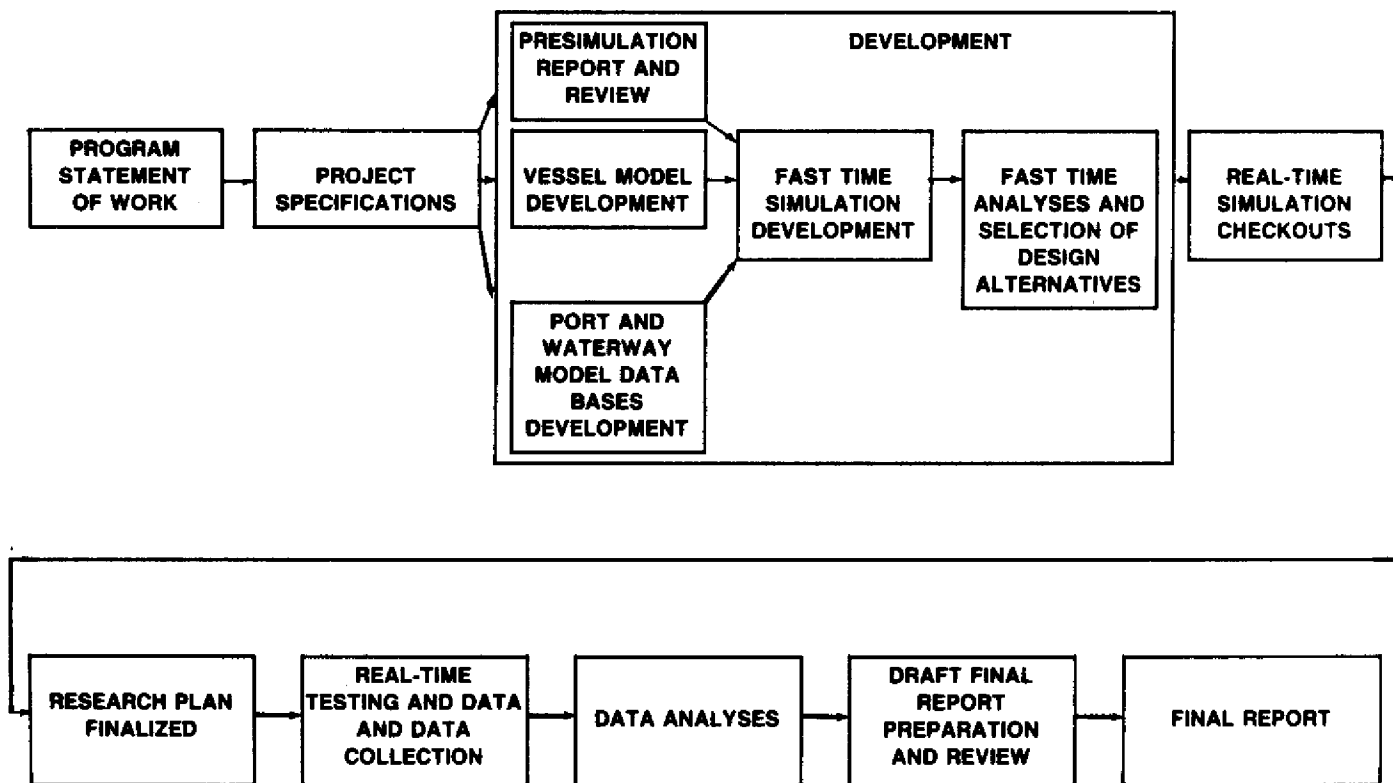 PROGRAM
STATEMENT
OF WORK
PROJECT
SPECIFICATIONS
DEVELOPMENT
PRESIMULATION
REPORT AND
REVIEW
VESSEL MODEL
DEVELOPMENT
PORT AND
WATERWAY
MODEL DATA
BASES
DEVELOPMENT
FAST TIME
SIMULATION
DEVELOPMENT
FAST TIME
ANALYSES AND
SELECTION OF
DESIGN
ALTERNATIVES
REAL-TIME
SIMULATION
CHECKOUTS
RESEARCH PLAN
FINALIZED
REAL-TIME
TESTING AND DATA
AND DATA
COLLECTION
DATA ANALYSES
DRAFT FINAL
REPORT
PREPARATION
AND REVIEW
FINAL REPORT